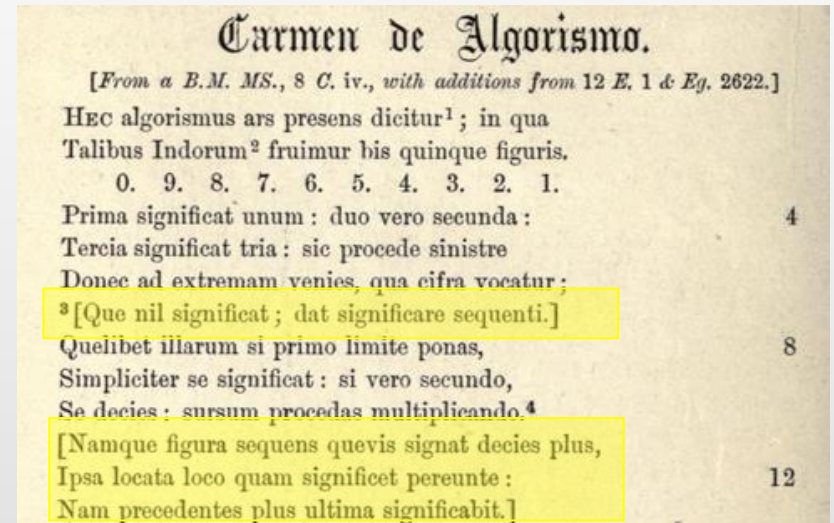 Carmen de Algorismo.
[From a B.M. MS., 8 C. iv., with additions from 12 E. 1 & Eg. 2622.]
HEC algorismus ars presens dicitur¹; in qua
Talibus Indorum² fruimur bis quinque figuris.
0. 9. 8. 7. 6. 5. 4. 3. 2. 1.
Prima significat unum: duo vero secunda: 4
Tercia significat tria: sic procede sinistre
Donec ad extremam venies, qua cifra vocatur;
³[Que nil significat; dat significare sequenti.]
Quelibet illarum si primo limite ponas, 8
Simpliciter se significat: si vero secundo,
Se decies: sursum procedas multiplicando.⁴
[Namque figura sequens quevis signat decies plus,
Ipsa locata loco quam significet pereunte: 12
Nam precedentes plus ultima significabit.]